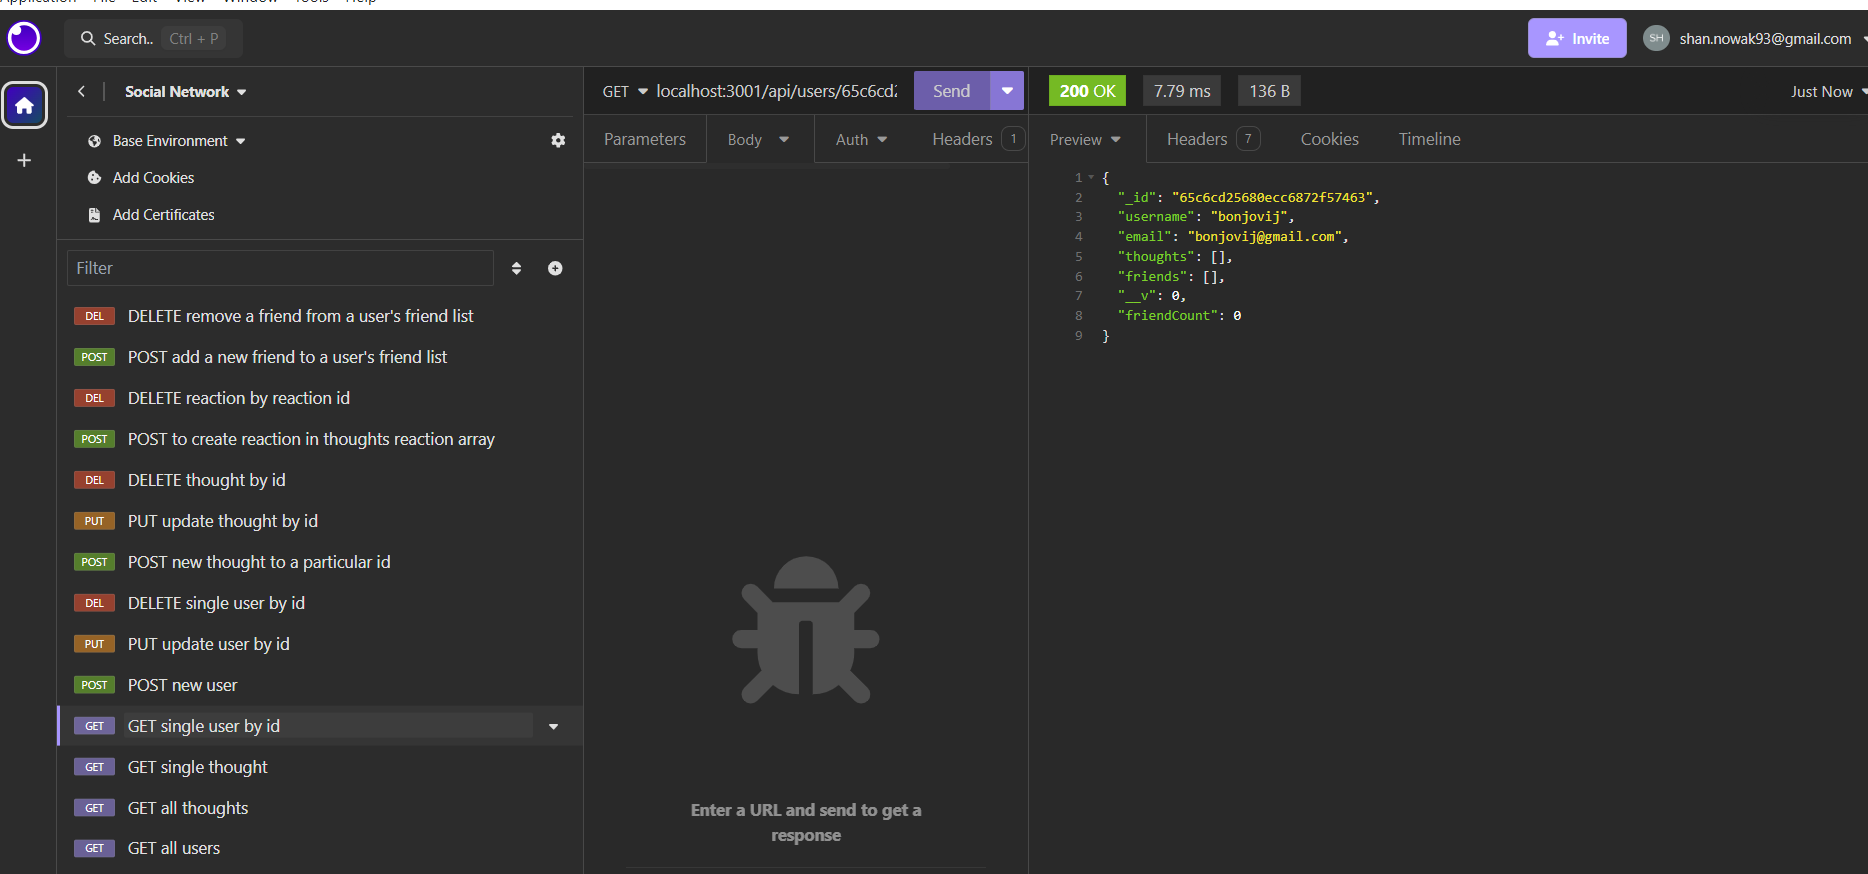 Application File Edit View Window Tools Help
Search.. Ctrl + P
Invite
SH
shan.nowak93@gmail.com
Social Network
Base Environment
Add Cookies
Add Certificates
Filter
DEL DELETE remove a friend from a user's friend list
POST POST add a new friend to a user's friend list
DEL DELETE reaction by reaction id
POST POST to create reaction in thoughts reaction array
DEL DELETE thought by id
PUT PUT update thought by id
POST POST new thought to a particular id
DEL DELETE single user by id
PUT PUT update user by id
POST POST new user
GET GET single user by id
GET GET single thought
GET GET all thoughts
GET GET all users
GET localhost:3001/api/users/65c6cd2 Send
Parameters Body Auth Headers 1
Enter a URL and send to get a
response
200 OK 7.79 ms 136 B Just Now
Preview Headers 7 Cookies Timeline
1 {
2 "_id": "65c6cd25680ecc6872f57463",
3 "username": "bonjovij",
4 "email": "bonjovij@gmail.com",
5 "thoughts": [],
6 "friends": [],
7 "__v": 0,
8 "friendCount": 0
9 }